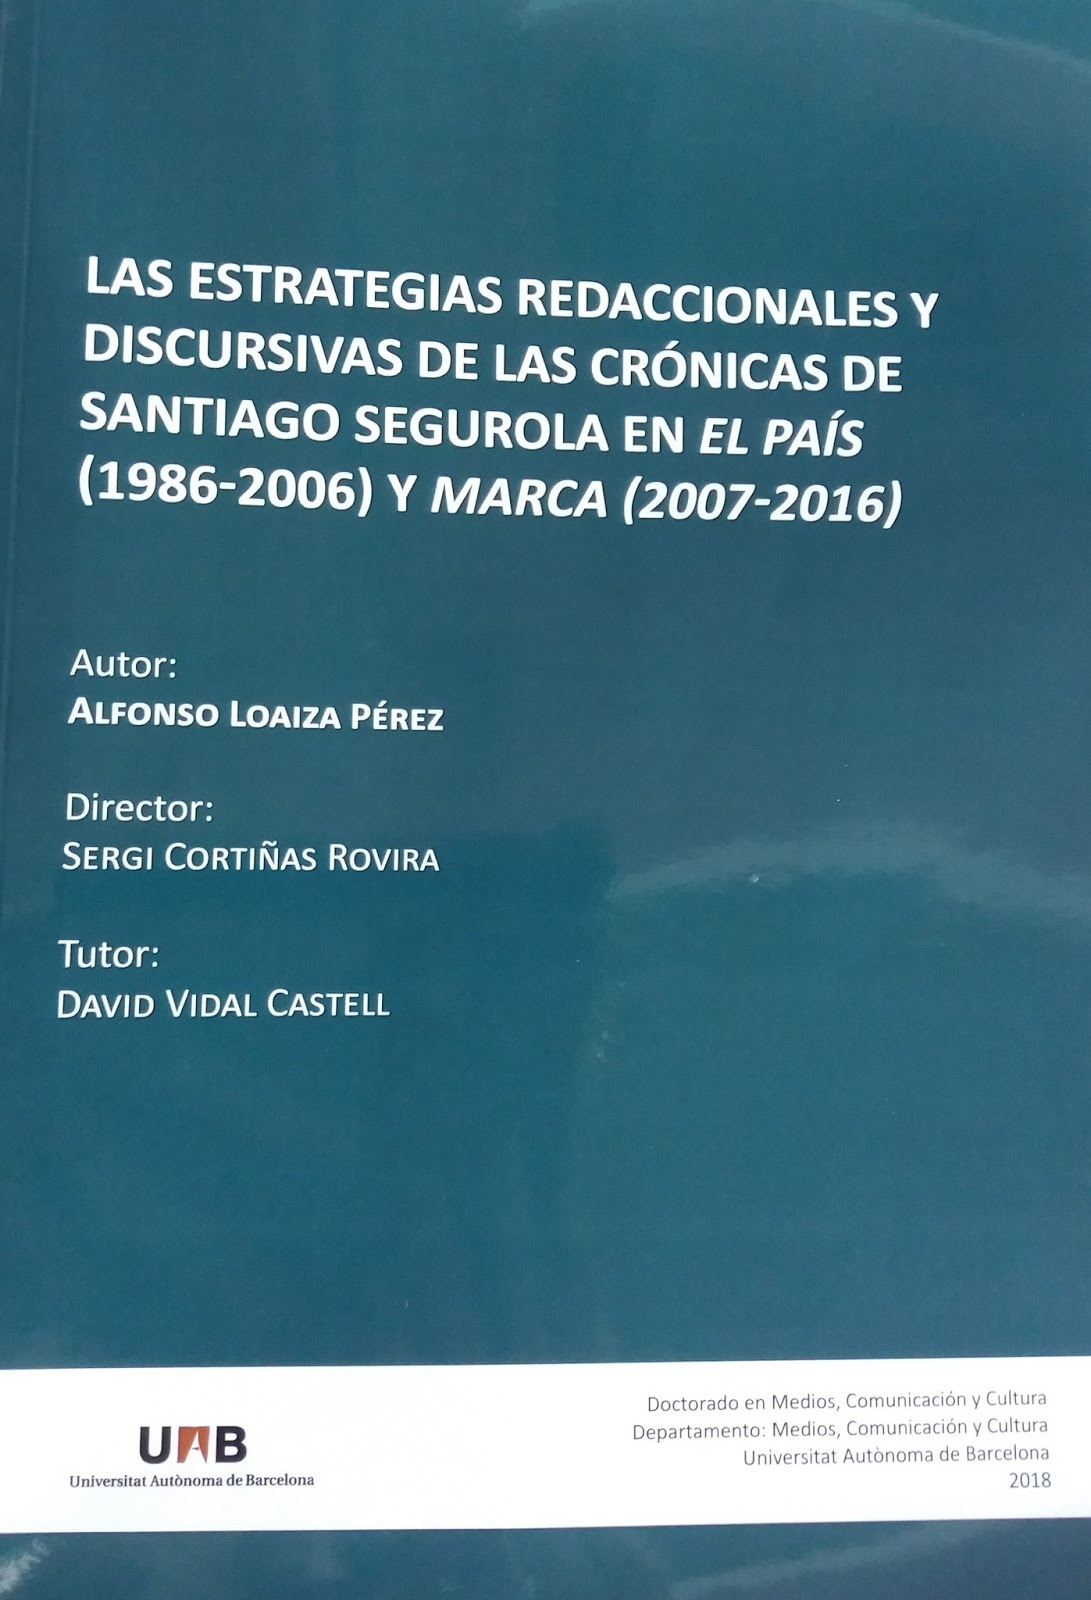 LAS ESTRATEGIAS REDACCIONALES Y
DISCURSIVAS DE LAS CRÓNICAS DE
SANTIAGO SEGUROLA EN EL PAÍS
(1986-2006) Y MARCA (2007-2016)
Autor:
ALFONSO LOAIZA PÉREZ
Director:
SERGI CORTIÑAS ROVIRA
Tutor:
DAVID VIDAL CASTELL
UAB
Universitat Autònoma de Barcelona
Doctorado en Medios, Comunicación y Cultura
Departamento: Medios, Comunicación y Cultura
Universitat Autònoma de Barcelona
2018